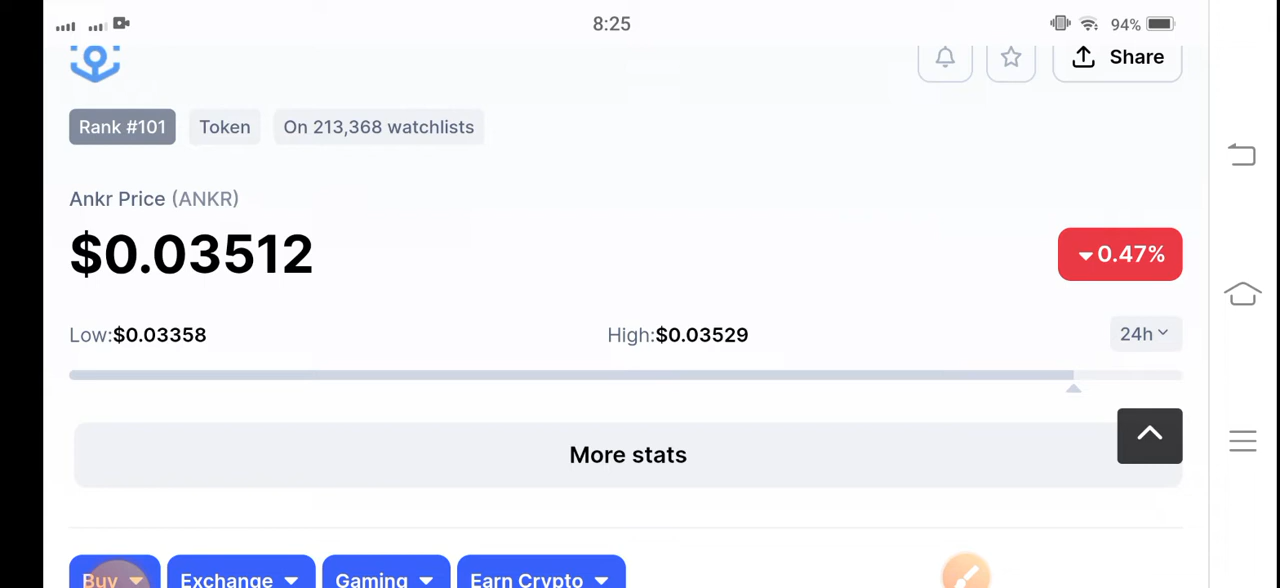 8:25
94%
Share
Rank #101
Token
On 213,368 watchlists
Ankr Price (ANKR)
$0.03512
0.47%
Low:$0.03358
High:$0.03529
24h
More stats
Buy
Exchange
Gaming
Earn Crypto